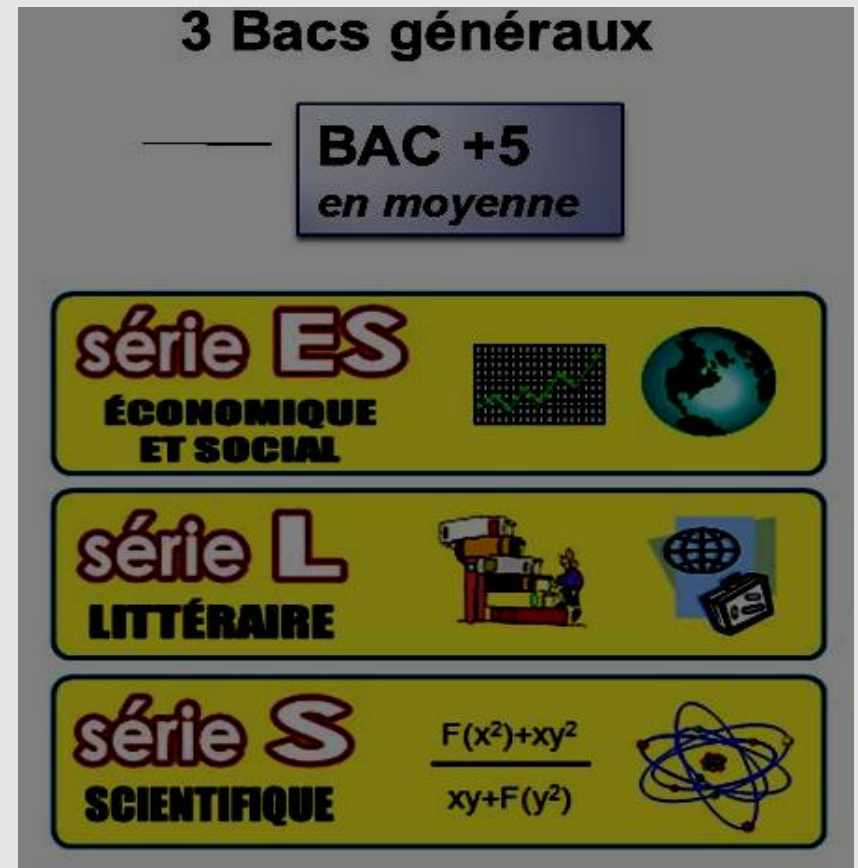 3 Bacs généraux
BAC +5
en moyenne
série ES
ÉCONOMIQUE
ET SOCIAL
série L
LITTÉRAIRE
série S
SCIENTIFIQUE
F(x²)+xy²
xy+F(y²)